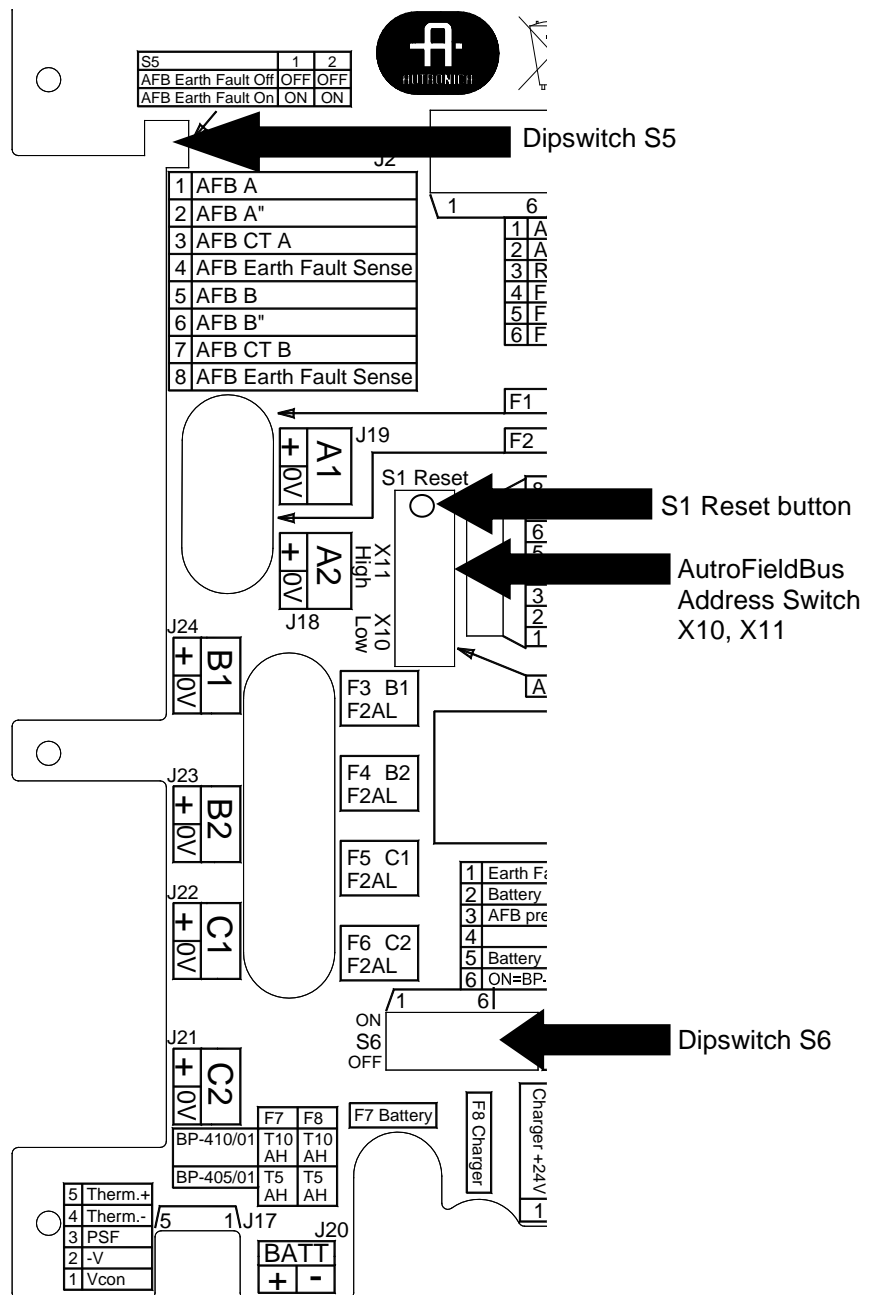 S5 1 2
AFB Earth Fault Off OFF OFF
AFB Earth Fault On ON ON
AUTRONICA
Dipswitch S5
J2
1 AFB A
2 AFB A"
3 AFB CT A
4 AFB Earth Fault Sense
5 AFB B
6 AFB B"
7 AFB CT B
8 AFB Earth Fault Sense
1 6
1 A
2 A
3 R
4 F
5 F
6 F
F1
F2
J19
+ 0V A1
S1 Reset
S1 Reset button
8
6
5
3
2
1
+ 0V A2
J18
X11 High
X10 Low
AutroFieldBus
Address Switch
X10, X11
A
J24
+ 0V B1
F3 B1
F2AL
J23
+ 0V B2
F4 B2
F2AL
J22
+ 0V C1
F5 C1
F2AL
F6 C2
F2AL
1 Earth Fa
2 Battery
3 AFB pre
4
5 Battery
6 ON=BP-
1 6
ON
S6
OFF
Dipswitch S6
J21
+ 0V C2
F7 F8
BP-410/01 T10 AH T10 AH
BP-405/01 T5 AH T5 AH
F7 Battery
F8 Charger
Charger +24V
1
5 Therm.+
4 Therm.-
3 PSF
2 -V
1 Vcon
5 1 J17
J20
BATT
+ -